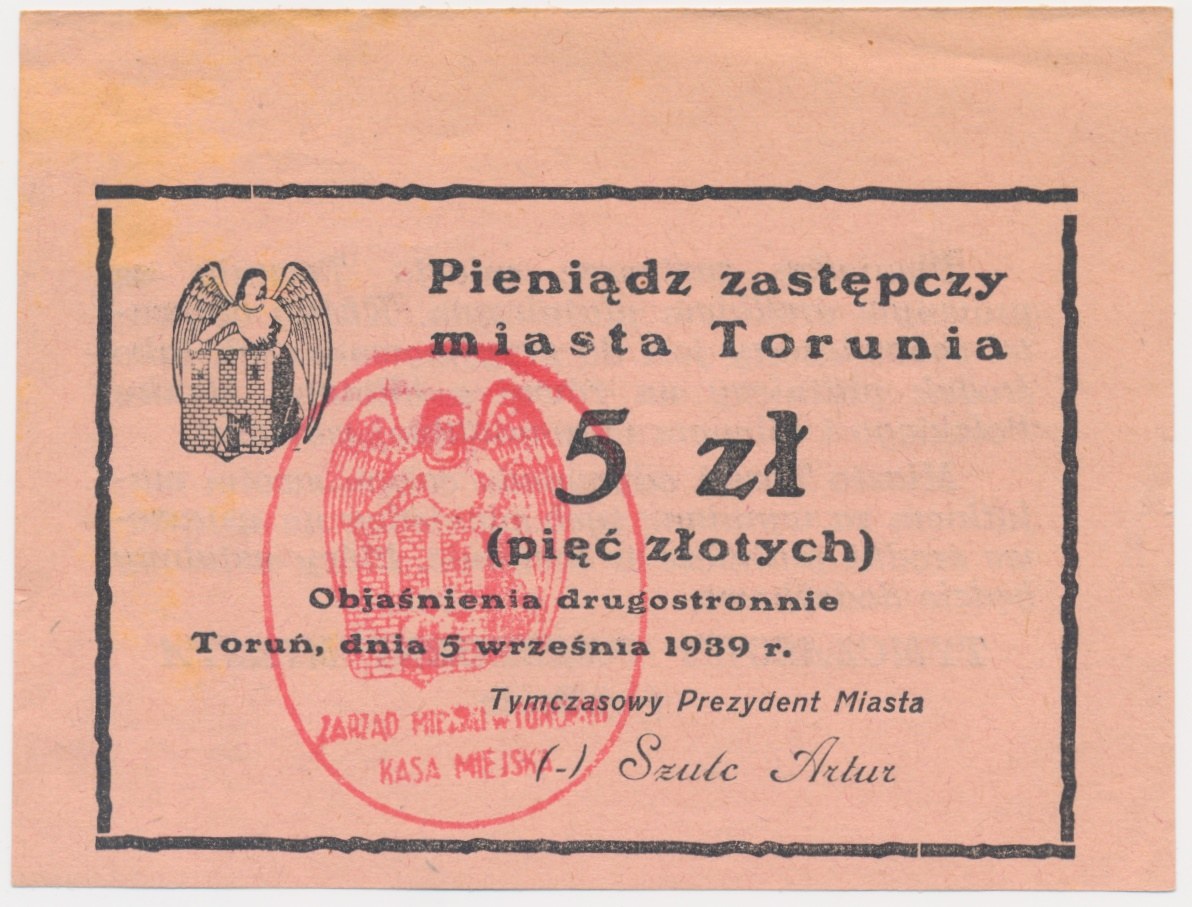 Pieniądz zastępczy
miasta Torunia
5 zł
(pięć złotych)
Objaśnienia drugostronnie
Toruń, dnia 5 września 1939 r.
Tymczasowy Prezydent Miasta
(-) Szulc Artur
ZARZĄD MIEJSKI w TORUNIU
KASA MIEJSKA